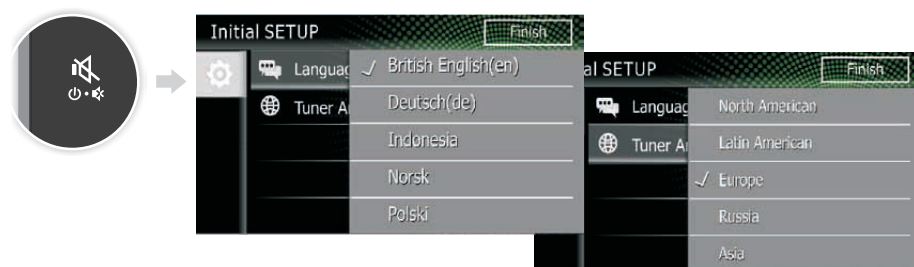 Initial SETUP
Finish
Languag
British English(en)
Tuner A
Deutsch(de)
Indonesia
Norsk
Polski
al SETUP
Finish
Languag
North American
Tuner A
Latin American
Europe
Russia
Asia